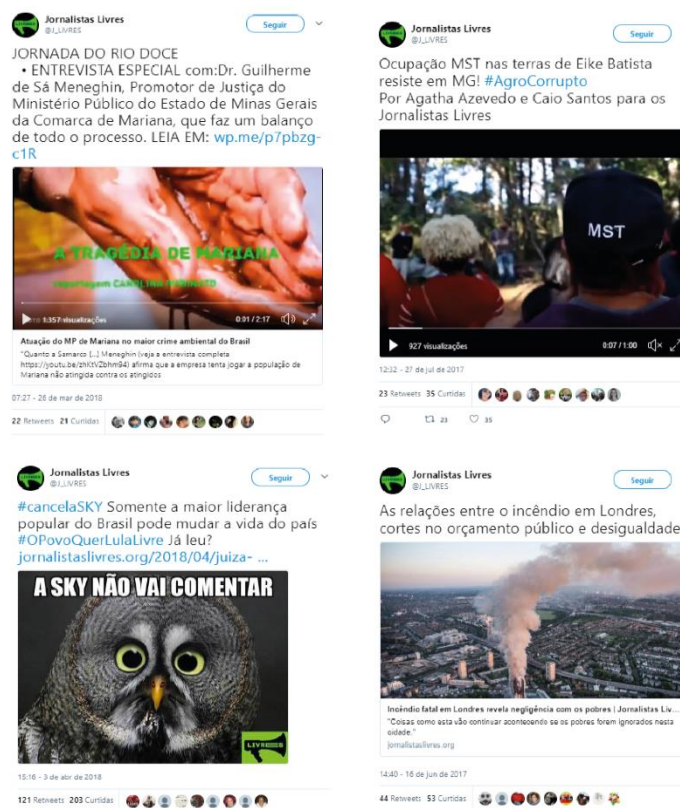 Jornalistas Livres
@J_LIVRES
Seguir
JORNADA DO RIO DOCE
• ENTREVISTA ESPECIAL com:Dr. Guilherme
de Sá Meneghin, Promotor de Justiça do
Ministério Público do Estado de Minas Gerais
da Comarca de Mariana, que faz um balanço
de todo o processo. LEIA EM: wp.me/p7pbzg-
c1R
A TRAGÉDIA DE MARIANA
reportagem CAROLINA
1:357 visualizações
0:01 / 2:17
Atuação do MP de Mariana no maior crime ambiental do Brasil
"Quanto a Samarco [...] Meneghin (veja a entrevista completa
https://youtu.be/zhKtVZbhm94) afirma que a empresa tenta jogar a população de
Mariana não atingida contra os atingidos
07:27 - 26 de mar de 2018
22 Retweets 21 Curtidas
Jornalistas Livres
@J_LIVRES
Seguir
Ocupação MST nas terras de Eike Batista
resiste em MG! #AgroCorrupto
Por Agatha Azevedo e Caio Santos para os
Jornalistas Livres
MST
927 visualizações
0:07 / 1:00
12:32 - 27 de jul de 2017
23 Retweets 35 Curtidas
23 35
Jornalistas Livres
@J_LIVRES
Seguir
#cancelaSKY Somente a maior liderança
popular do Brasil pode mudar a vida do país
#OPovoQuerLulaLivre Já leu?
jornalistaslivres.org/2018/04/juiza- ...
A SKY NÃO VAI COMENTAR
LIVRES
15:16 - 3 de abr de 2018
121 Retweets 203 Curtidas
Jornalistas Livres
@J_LIVRES
Seguir
As relações entre o incêndio em Londres,
cortes no orçamento público e desigualdade
Incêndio fatal em Londres revela negligência com os pobres | Jornalistas Liv...
"Coisas como esta vão continuar acontecendo se os pobres forem ignorados nesta
cidade."
jornalistaslivres.org
14:40 - 16 de jun de 2017
44 Retweets 53 Curtidas